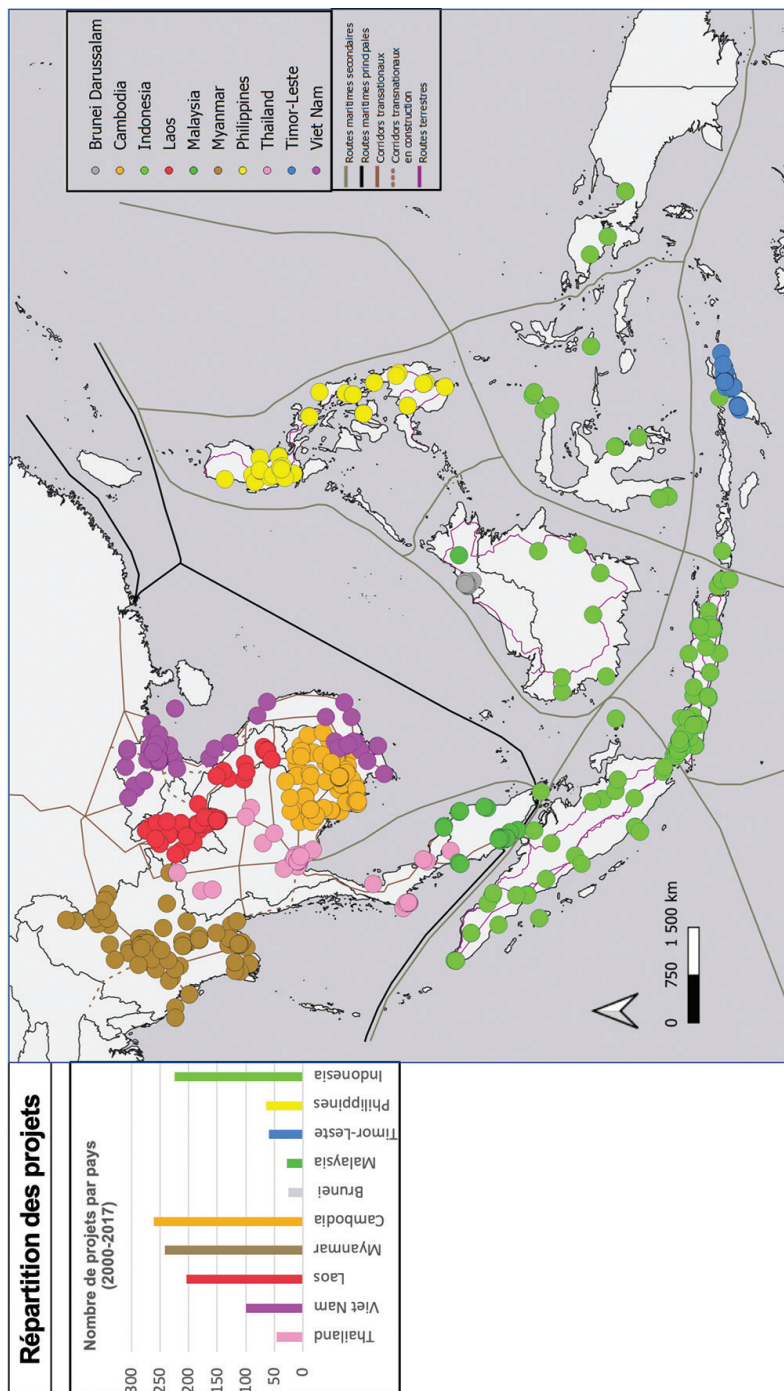 Répartition des projets
Nombre de projets par pays
(2000-2017)
300
250
200
150
100
50
0
Thailand
Viet Nam
Laos
Myanmar
Cambodia
Brunei
Malaysia
Timor-Leste
Philippines
Indonesia
0 750 1 500 km
Brunei Darussalam
Cambodia
Indonesia
Laos
Malaysia
Myanmar
Philippines
Thailand
Timor-Leste
Viet Nam
Routes maritimes secondaires
Routes maritimes principales
Corridors transationaux
Corridors transnationaux
en construction
Routes terrestres